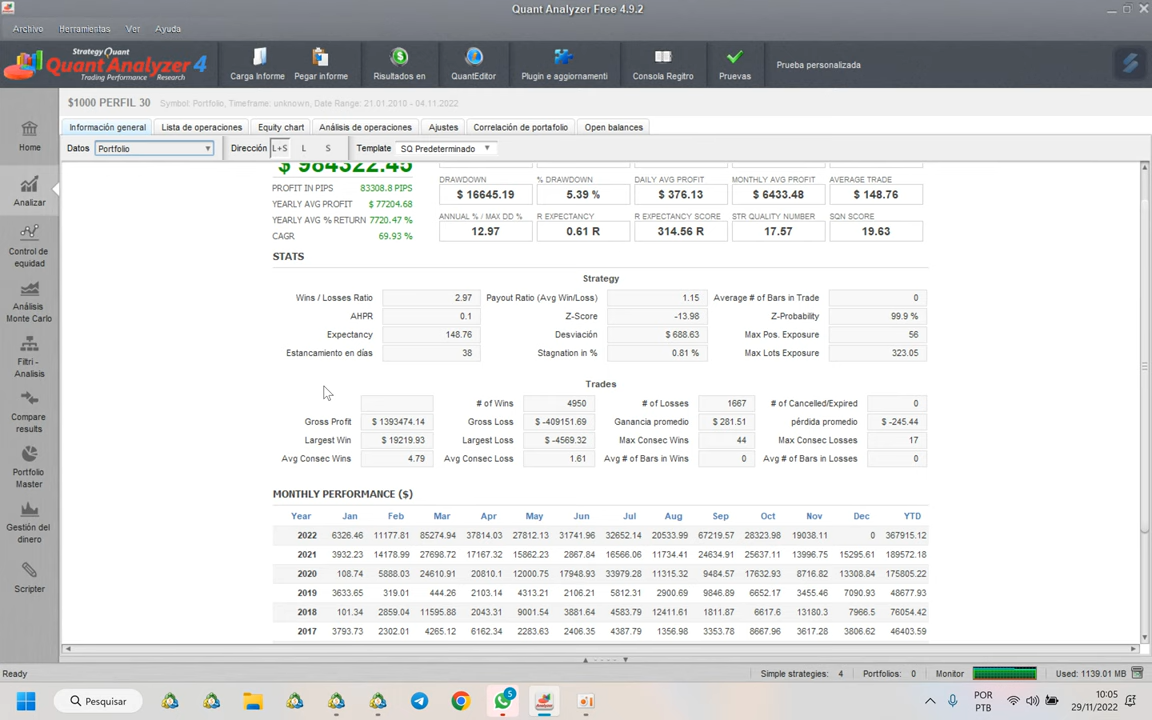 Quant Analyzer Free 4.9.2
Archivo Herramientas Ver Ayuda
StrategyQuant
QuantAnalyzer 4
Trading Performance Research
Carga Informe Pegar informe Risultados en QuantEditor Plugin e aggiornamenti Consola Regitro Pruevas Prueba personalizada
$1000 PERFIL 30 Symbol: Portfolio, Timeframe: unknown, Date Range: 21.01.2010 - 04.11.2022
Información general Lista de operaciones Equity chart Análisis de operaciones Ajustes Correlación de portafolio Open balances
Datos Portfolio Dirección L+S L S Template SQ Predeterminado
Home
Analizar
Control de equidad
Análisis Monte Carlo
Filtri - Analisis
Compare results
Portfolio Master
Gestión del dinero
Scripter
$ 984322.45
PROFIT IN PIPS 83308.8 PIPS
YEARLY AVG PROFIT $ 77204.68
YEARLY AVG % RETURN 7720.47 %
CAGR 69.93 %
DRAWDOWN % DRAWDOWN DAILY AVG PROFIT MONTHLY AVG PROFIT AVERAGE TRADE
$ 16645.19 5.39 % $ 376.13 $ 6433.48 $ 148.76
ANNUAL % / MAX DD % R EXPECTANCY R EXPECTANCY SCORE STR QUALITY NUMBER SQN SCORE
12.97 0.61 R 314.56 R 17.57 19.63
STATS
Strategy
Wins / Losses Ratio 2.97 Payout Ratio (Avg Win/Loss) 1.15 Average # of Bars in Trade 0
AHPR 0.1 Z-Score -13.98 Z-Probability 99.9 %
Expectancy 148.76 Desviación $ 688.63 Max Pos. Exposure 56
Estancamiento en días 38 Stagnation in % 0.81 % Max Lots Exposure 323.05
Trades
# of Wins 4950 # of Losses 1667 # of Cancelled/Expired 0
Gross Profit $ 1393474.14 Gross Loss $ -409151.69 Ganancia promedio $ 281.51 pérdida promedio $ -245.44
Largest Win $ 19219.93 Largest Loss $ -4569.32 Max Consec Wins 44 Max Consec Losses 17
Avg Consec Wins 4.79 Avg Consec Loss 1.61 Avg # of Bars in Wins 0 Avg # of Bars in Losses 0
MONTHLY PERFORMANCE ($)
Year Jan Feb Mar Apr May Jun Jul Aug Sep Oct Nov Dec YTD
2022 6326.46 11177.81 85274.94 37814.03 27812.13 31741.96 32652.14 20533.99 67219.57 28323.98 19038.11 0 367915.12
2021 3932.23 14178.99 27698.72 17167.32 15862.23 2867.84 16566.06 11734.41 24634.91 25637.11 13996.75 15295.61 189572.18
2020 108.74 5888.03 24610.91 20810.1 12000.75 17948.93 33979.28 11315.32 9484.57 17632.93 8716.82 13308.84 175805.22
2019 3633.65 319.01 444.26 2103.14 4313.21 2106.21 5812.31 2900.69 9846.89 6652.17 3455.46 7090.93 48677.93
2018 101.34 2859.04 11595.88 2043.31 9001.54 3881.64 4583.79 12411.61 1811.87 6617.6 13180.3 7966.5 76054.42
2017 3793.73 2302.01 4265.12 6162.34 2283.63 2406.35 4387.79 1356.98 3353.78 8667.96 3617.28 3806.62 46403.59
Ready Simple strategies: 4 Portfolios: 0 Monitor Used: 1139.01 MB
Pesquisar 5 POR PTB 10:05 29/11/2022